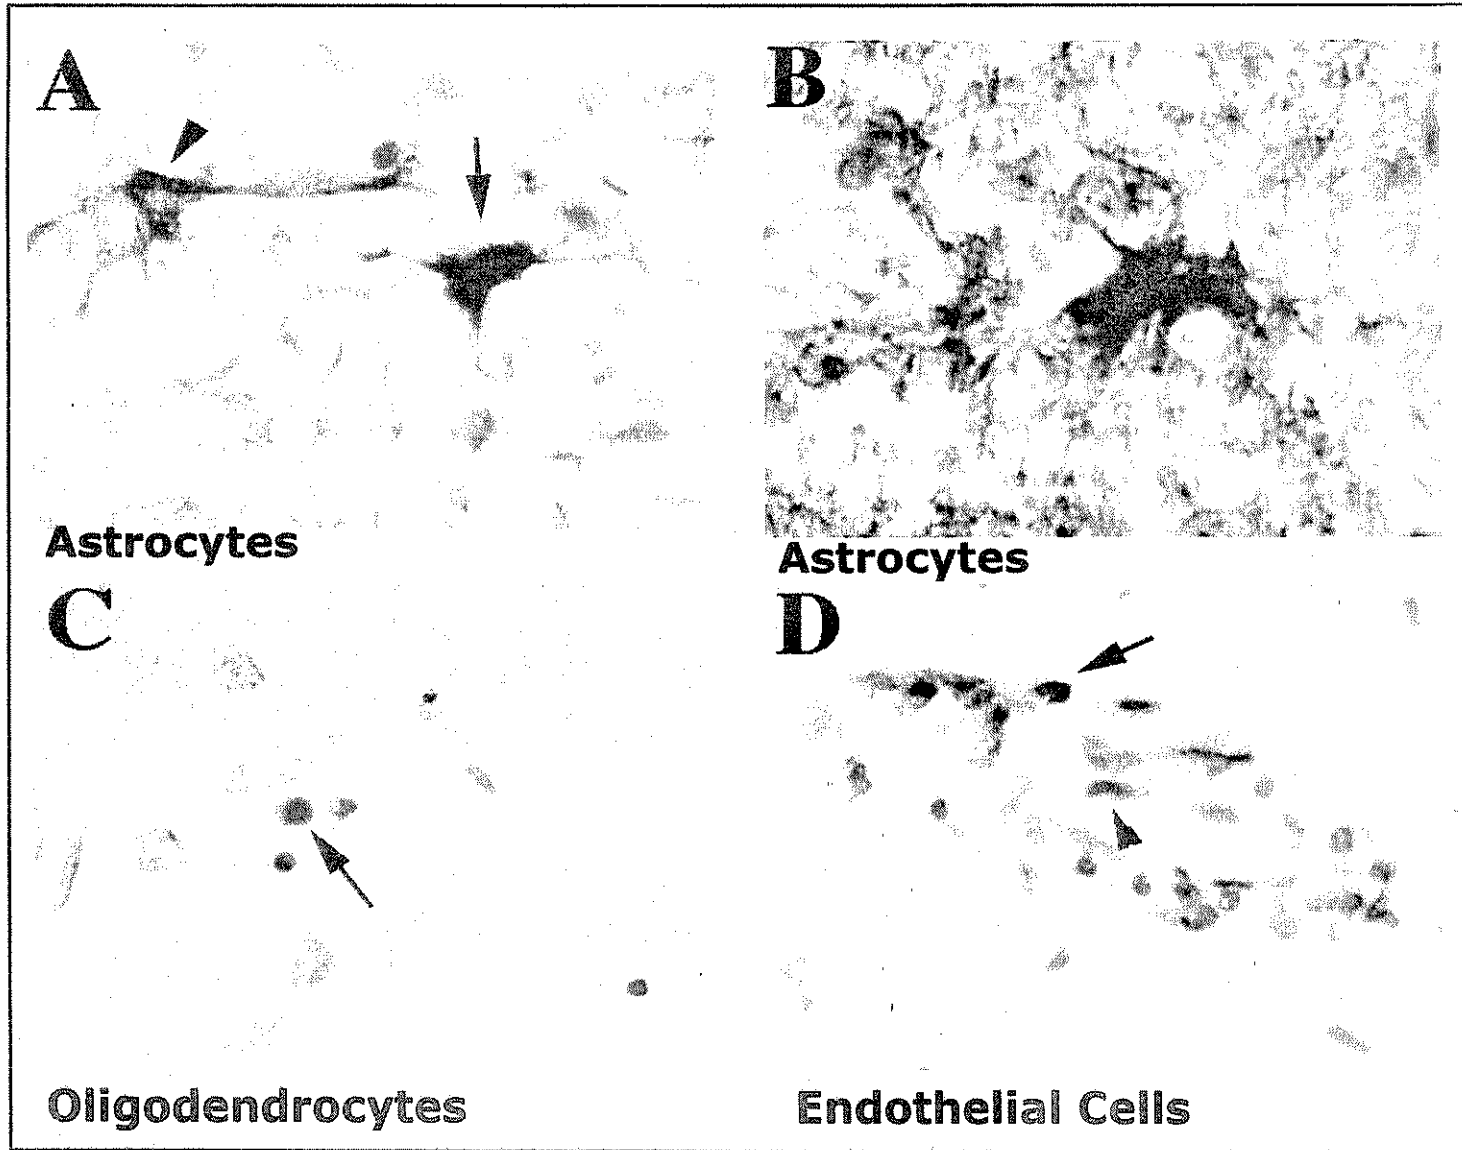 A
B
Astrocytes
Astrocytes
C
D
Oligodendrocytes
Endothelial Cells